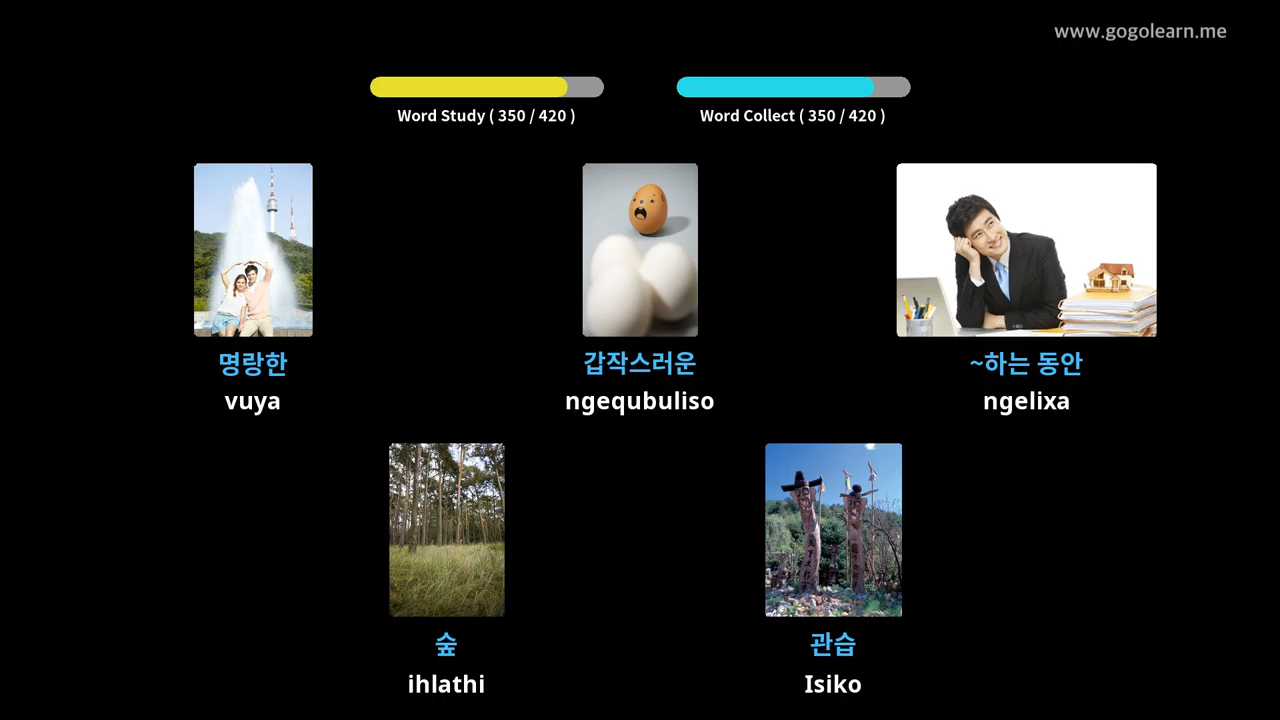 www.gogolearn.me
Word Study ( 350 / 420 )
Word Collect ( 350 / 420 )
명랑한
vuya
갑작스러운
ngequbuliso
~하는 동안
ngelixa
숲
ihlathi
관습
Isiko